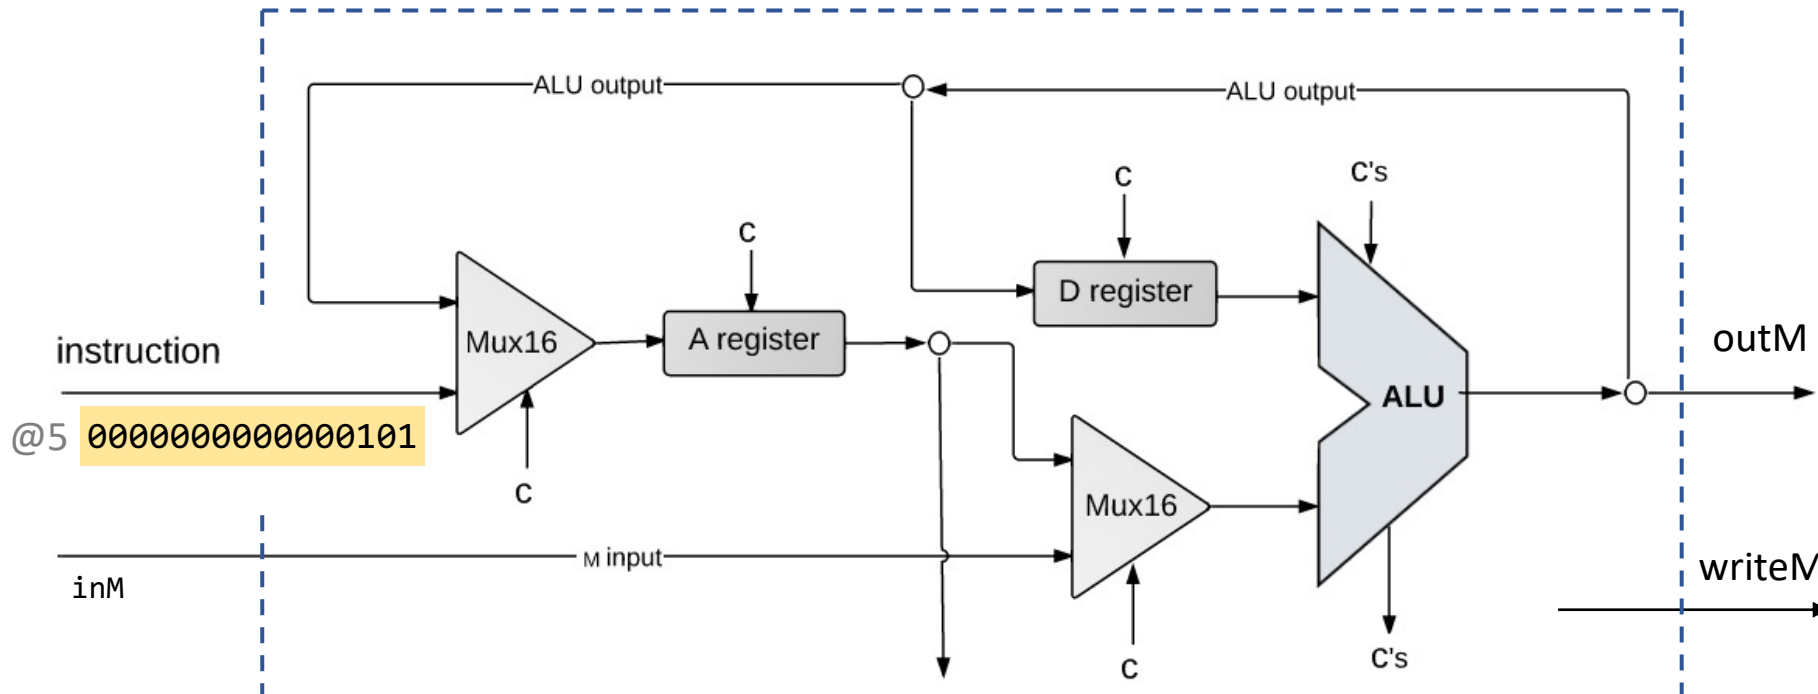 ALU output
ALU output
c
c's
c
D register
Mux16
A register
instruction
outM
ALU
@5 0000000000000101
c
Mux16
M input
inM
writeM
c
c's